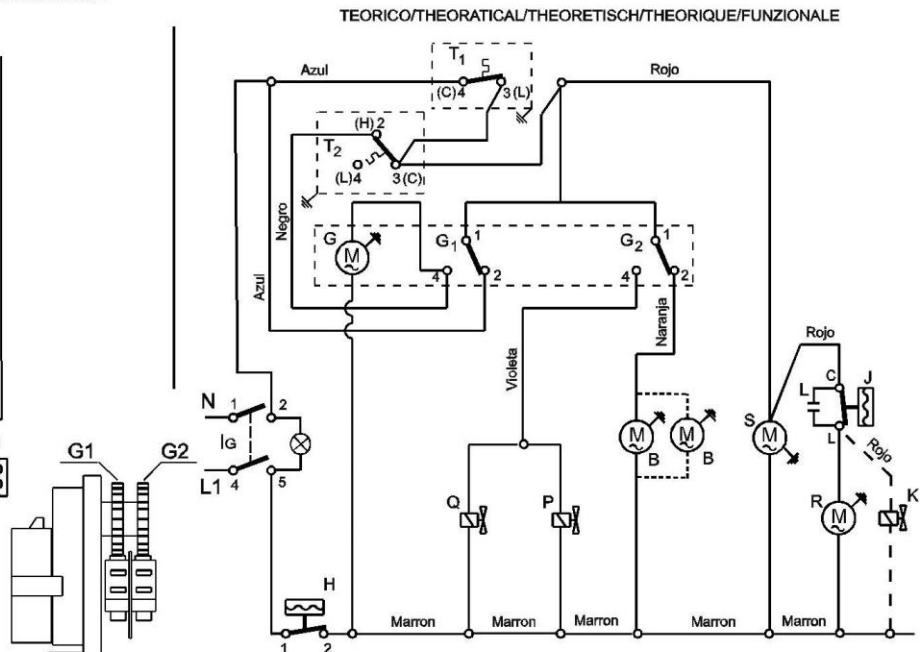 TEORICO/THEORATICAL/THEORETISCH/THEORIQUE/FUNZIONALE
T1
Azul
(C)4
3(L)
Rojo
(H)2
T2
(L)4
3(C)
Negro
Azul
G
M
G1
1
4
2
G2
1
4
2
Violeta
Naranja
Rojo
N
1
2
IG
L1
4
5
G1
G2
M
B
M
B
S
M
C
L
J
L
Rojo
Q
P
R
M
K
H
1
2
Marron
Marron
Marron
Marron
Marron